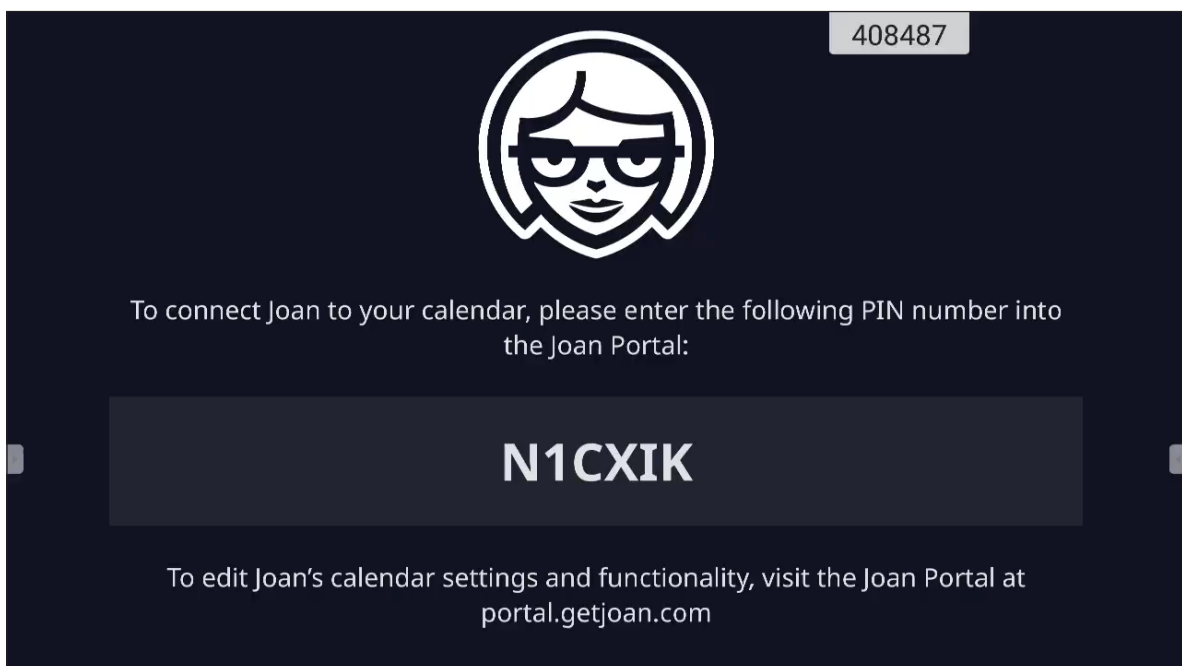 408487
To connect Joan to your calendar, please enter the following PIN number into
the Joan Portal:
N1CXIK
To edit Joan’s calendar settings and functionality, visit the Joan Portal at
portal.getjoan.com